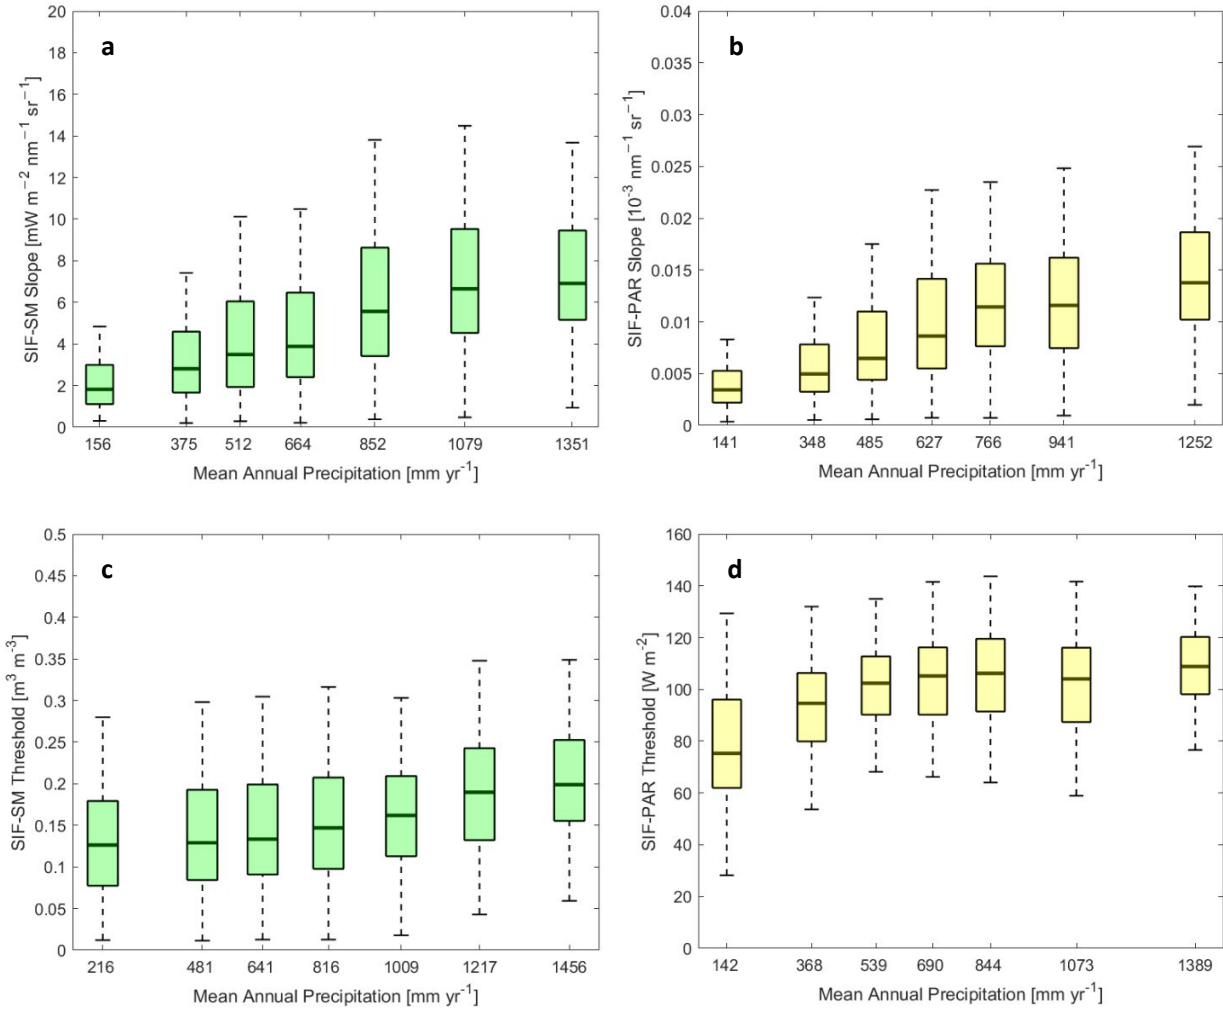 a
20
18
16
14
12
10
8
6
4
2
0
SIF-SM Slope [mW m⁻² nm⁻¹ sr⁻¹]
156 375 512 664 852 1079 1351
Mean Annual Precipitation [mm yr⁻¹]
b
0.04
0.035
0.03
0.025
0.02
0.015
0.01
0.005
0
SIF-PAR Slope [10⁻³ nm⁻¹ sr⁻¹]
141 348 485 627 766 941 1252
Mean Annual Precipitation [mm yr⁻¹]
c
0.5
0.45
0.4
0.35
0.3
0.25
0.2
0.15
0.1
0.05
0
SIF-SM Threshold [m³ m⁻³]
216 481 641 816 1009 1217 1456
Mean Annual Precipitation [mm yr⁻¹]
d
160
140
120
100
80
60
40
20
0
SIF-PAR Threshold [W m⁻²]
142 368 539 690 844 1073 1389
Mean Annual Precipitation [mm yr⁻¹]